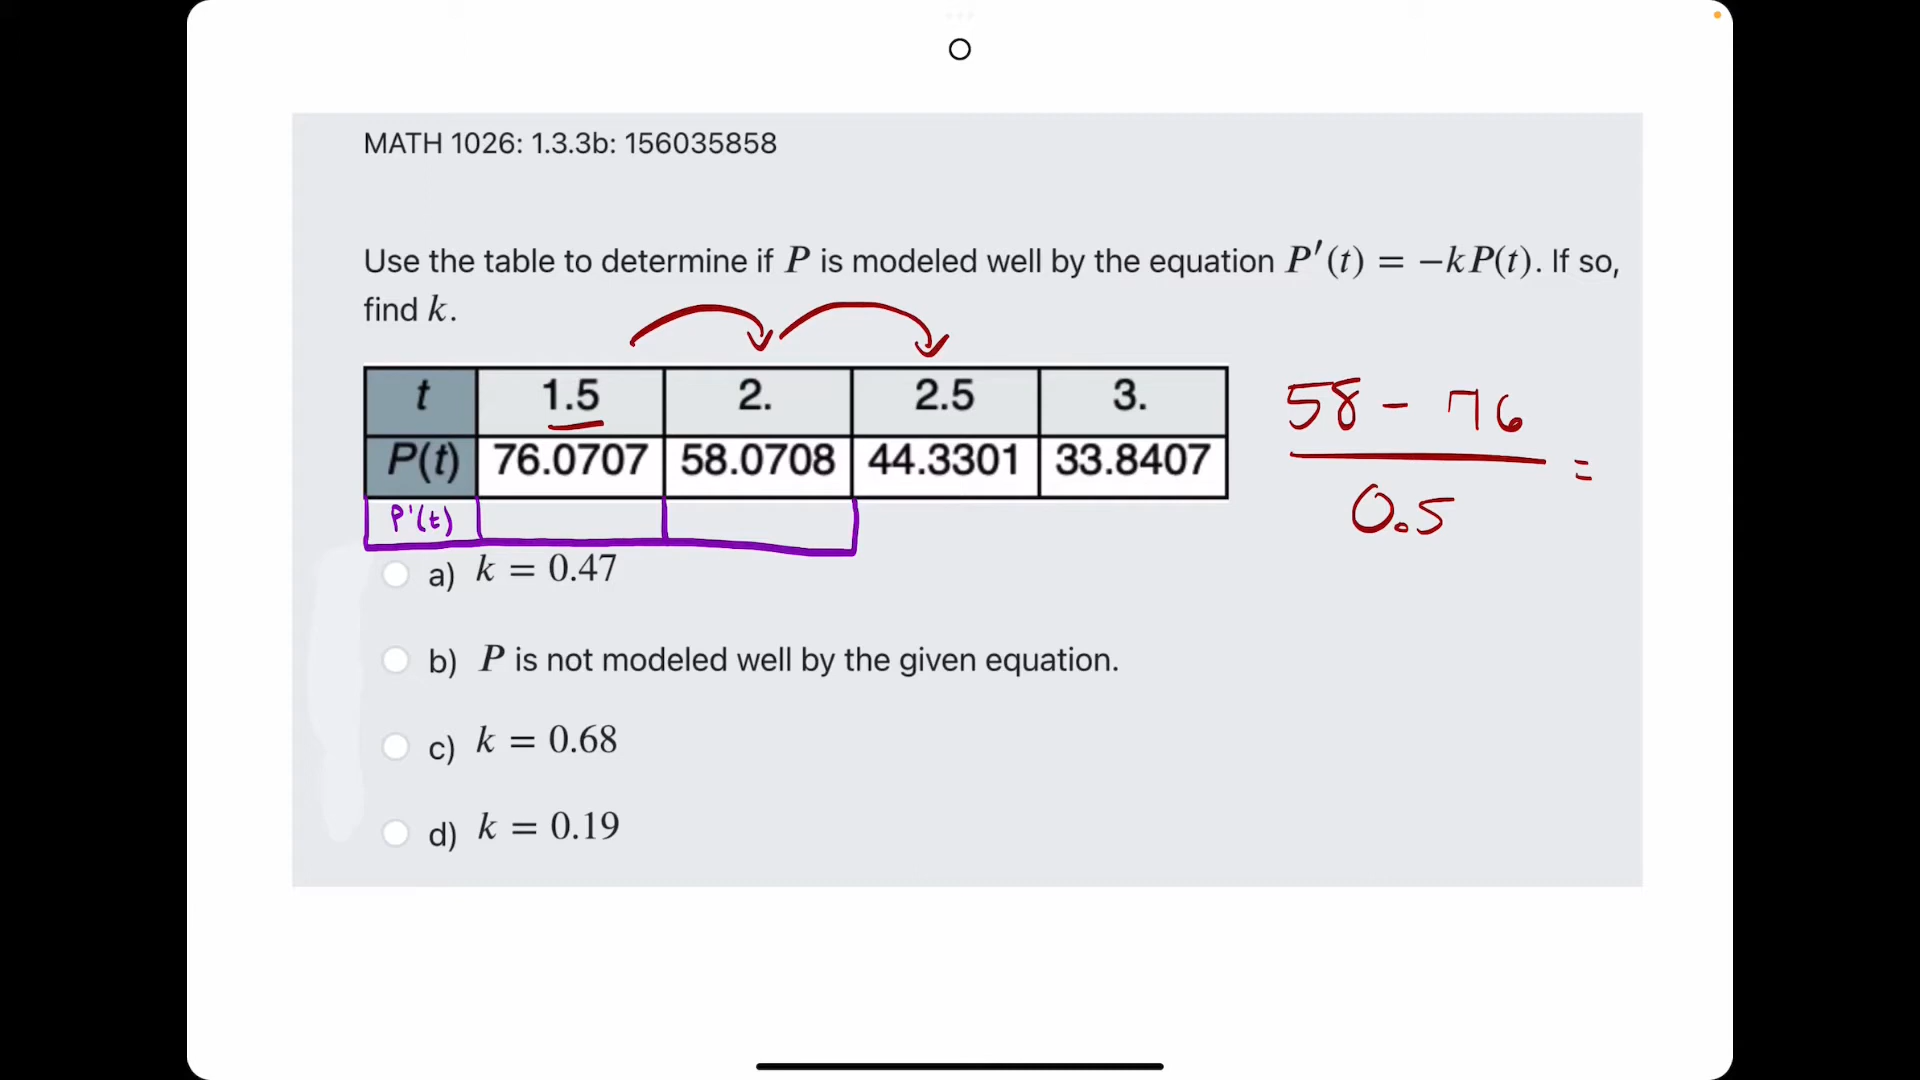 MATH 1026: 1.3.3b: 156035858
Use the table to determine if P is modeled well by the equation P′(t) = −kP(t). If so,
find k.
t 1.5 2. 2.5 3.
P(t) 76.0707 58.0708 44.3301 33.8407
P'(t)
58 - 76
0.5
=
a) k = 0.47
b) P is not modeled well by the given equation.
c) k = 0.68
d) k = 0.19